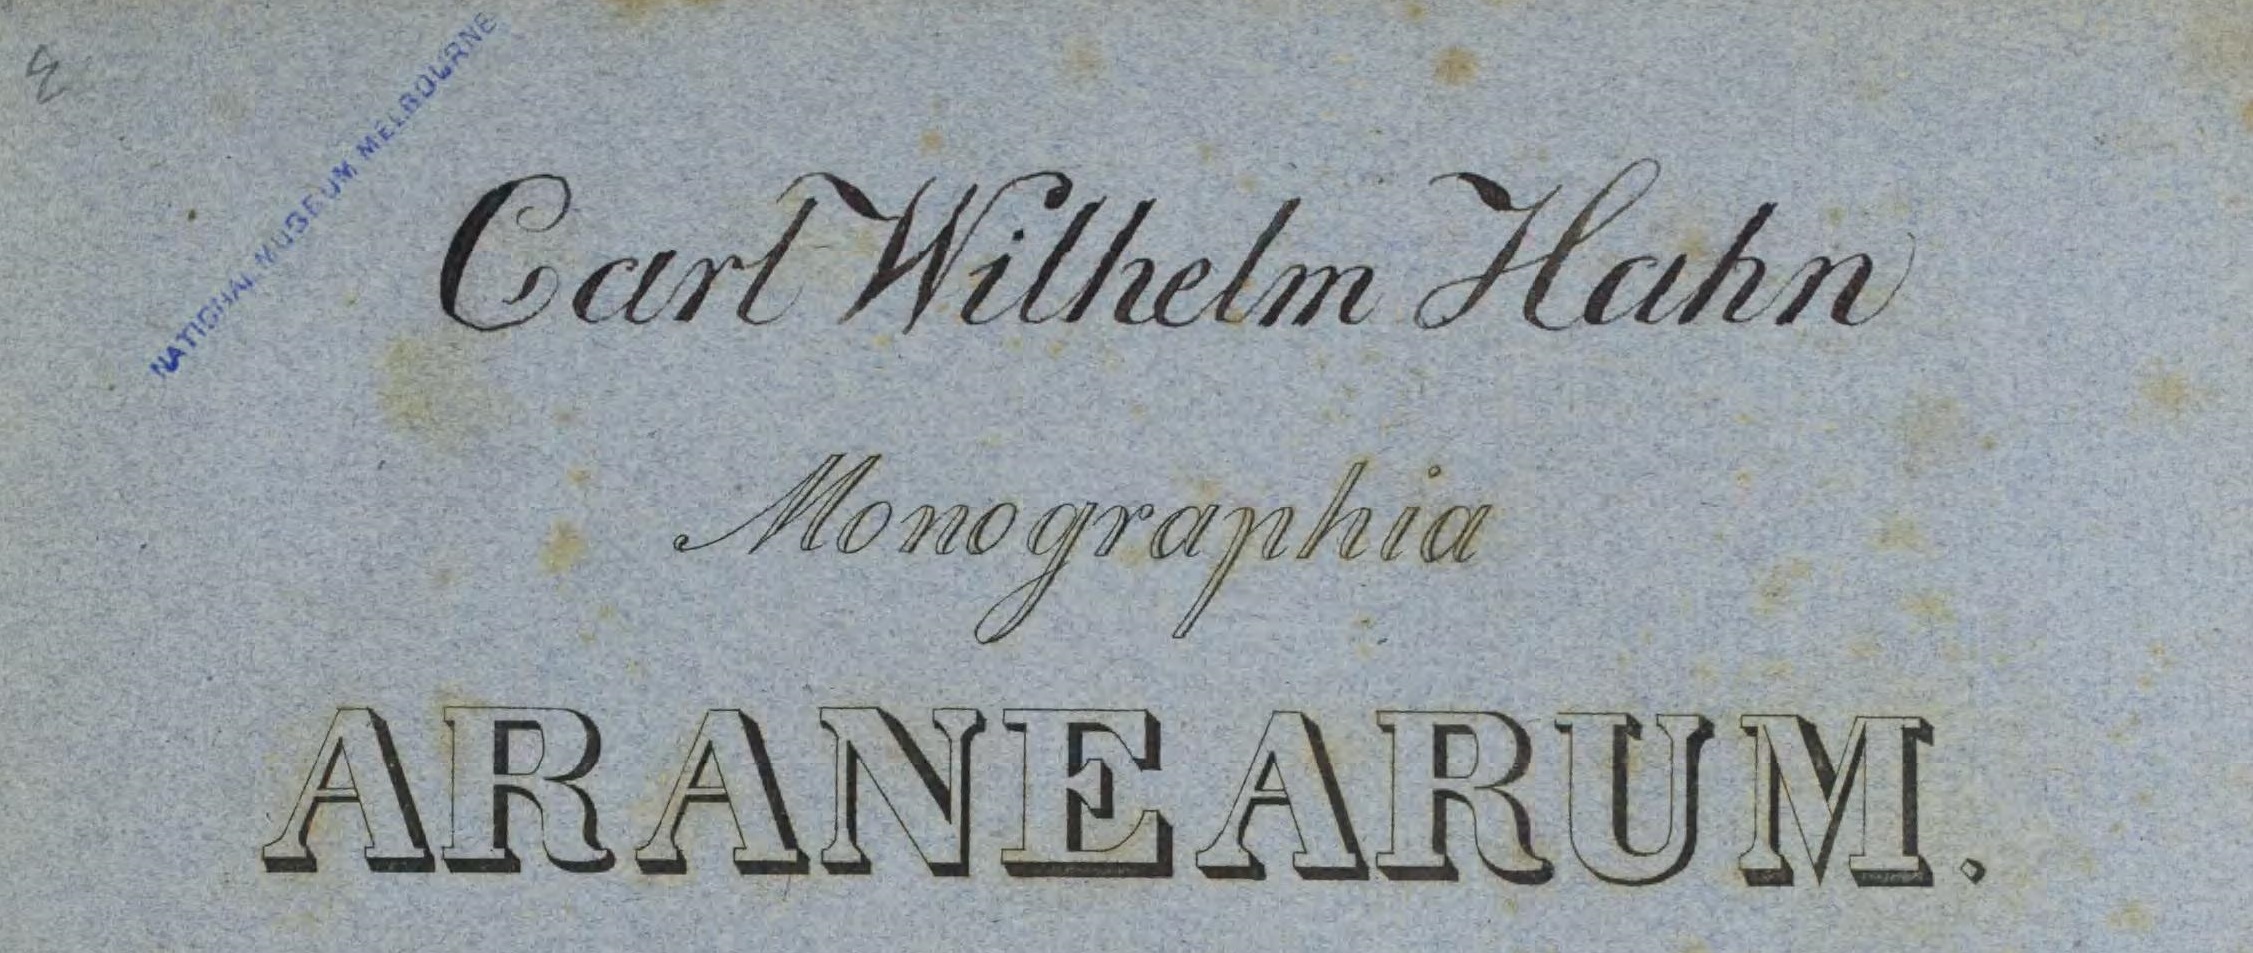 NATIONAL MUSEUM MELBOURNE
Carl Wilhelm Hahn
Monographia
ARANEARUM.